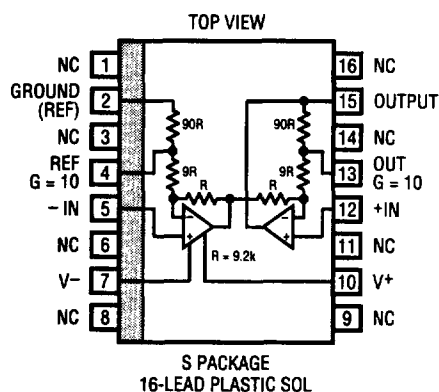 TOP VIEW
NC 1
16 NC
GROUND (REF) 2
15 OUTPUT
90R
90R
NC 3
14 NC
REF G = 10 4
13 OUT G = 10
9R
9R
R
R
– IN 5
12 +IN
–
–
+
+
NC 6
11 NC
R = 9.2k
V– 7
10 V+
NC 8
9 NC
S PACKAGE
16-LEAD PLASTIC SOL